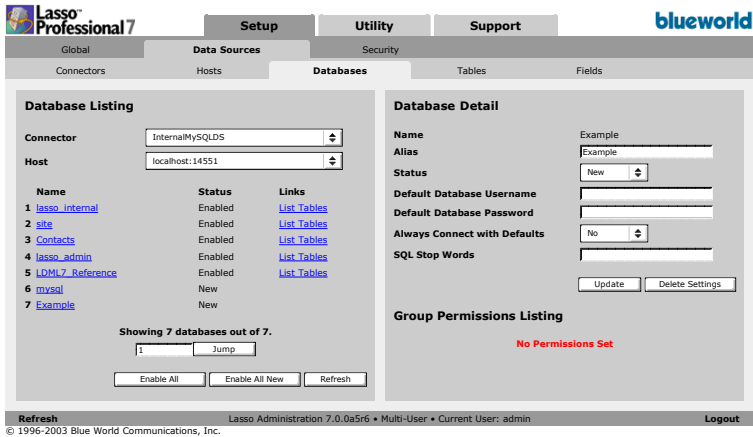 Lasso™
Professional 7
Setup Utility Support
blueworld
Global Data Sources Security
Connectors Hosts Databases Tables Fields
Database Listing
Connector InternalMySQLDS
Host localhost:14551
Name Status Links
1 lasso_internal Enabled List Tables
2 site Enabled List Tables
3 Contacts Enabled List Tables
4 lasso_admin Enabled List Tables
5 LDML7_Reference Enabled List Tables
6 mysql New
7 Example New
Showing 7 databases out of 7.
1 Jump
Enable All Enable All New Refresh
Database Detail
Name Example
Alias Example
Status New
Default Database Username
Default Database Password
Always Connect with Defaults No
SQL Stop Words
Update Delete Settings
Group Permissions Listing
No Permissions Set
Refresh Lasso Administration 7.0.0a5r6 • Multi-User • Current User: admin Logout
© 1996-2003 Blue World Communications, Inc.